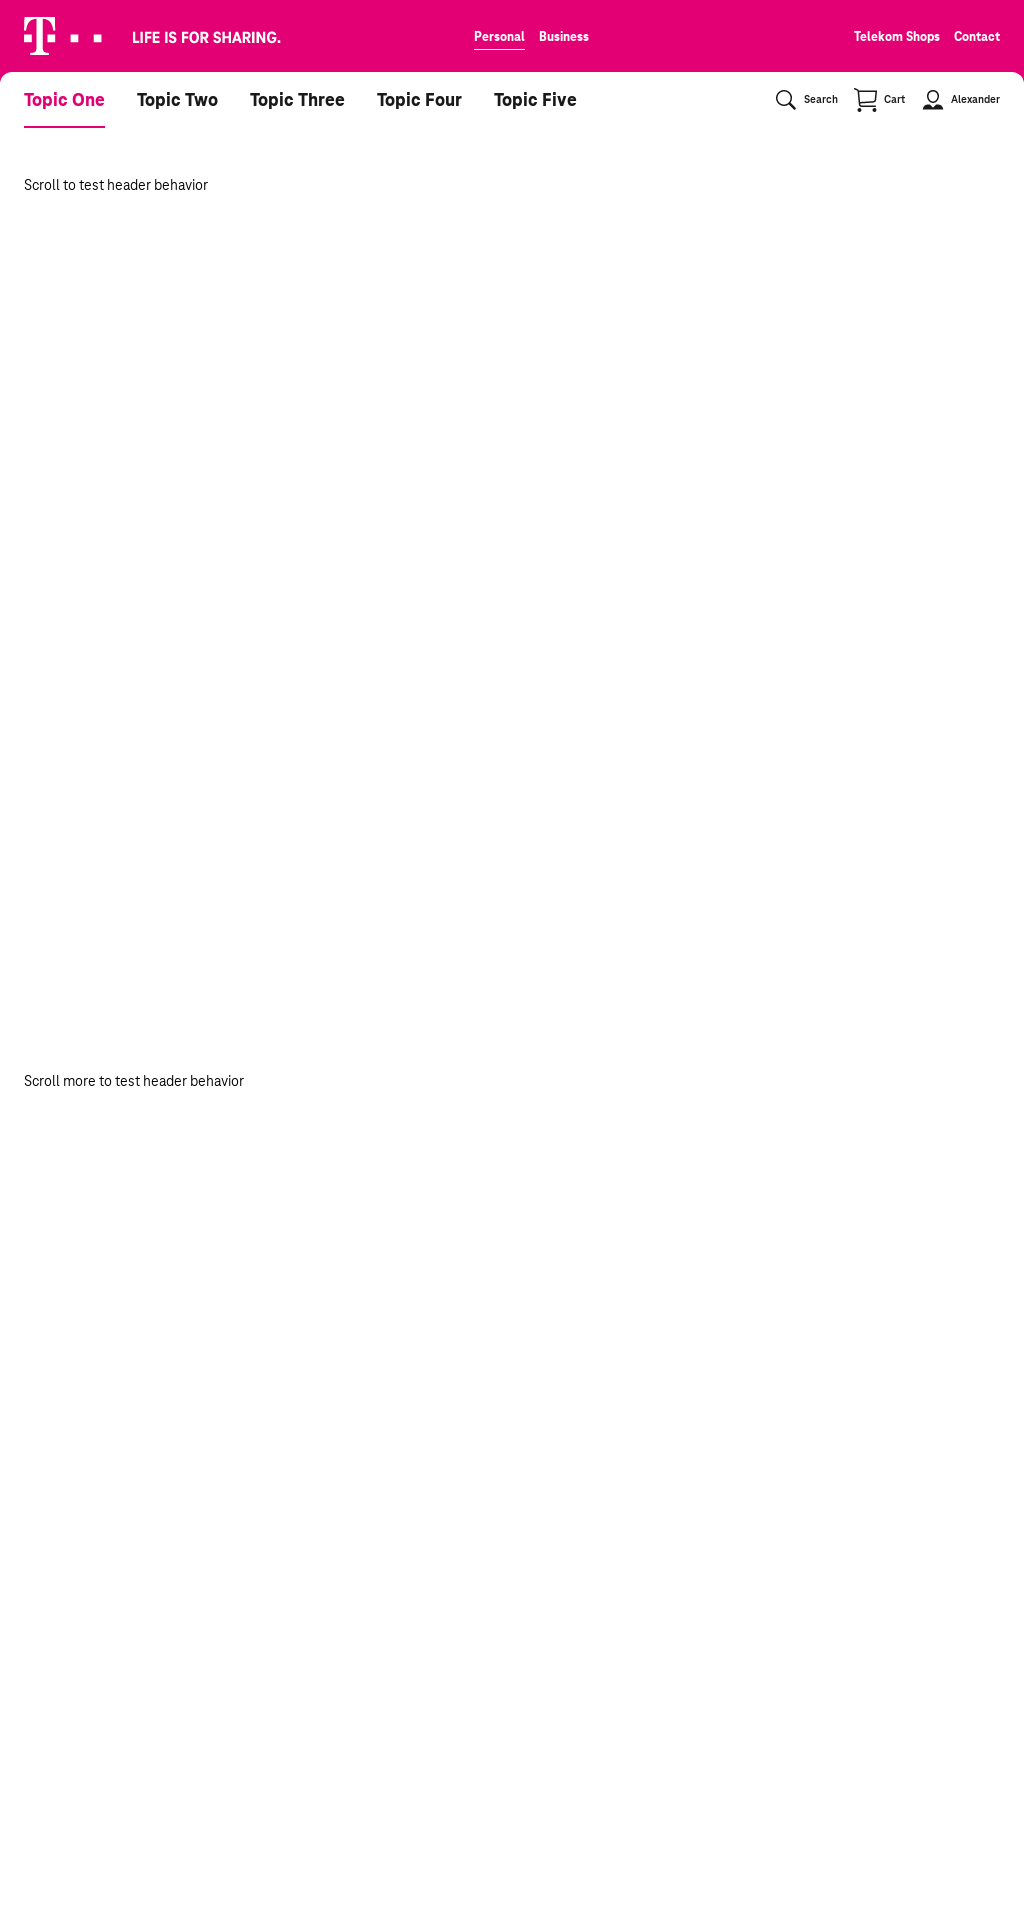 T
LIFE IS FOR SHARING.
Personal Business
Telekom Shops Contact
Topic One Topic Two Topic Three Topic Four Topic Five
Search Cart Alexander
Scroll to test header behavior
Scroll more to test header behavior